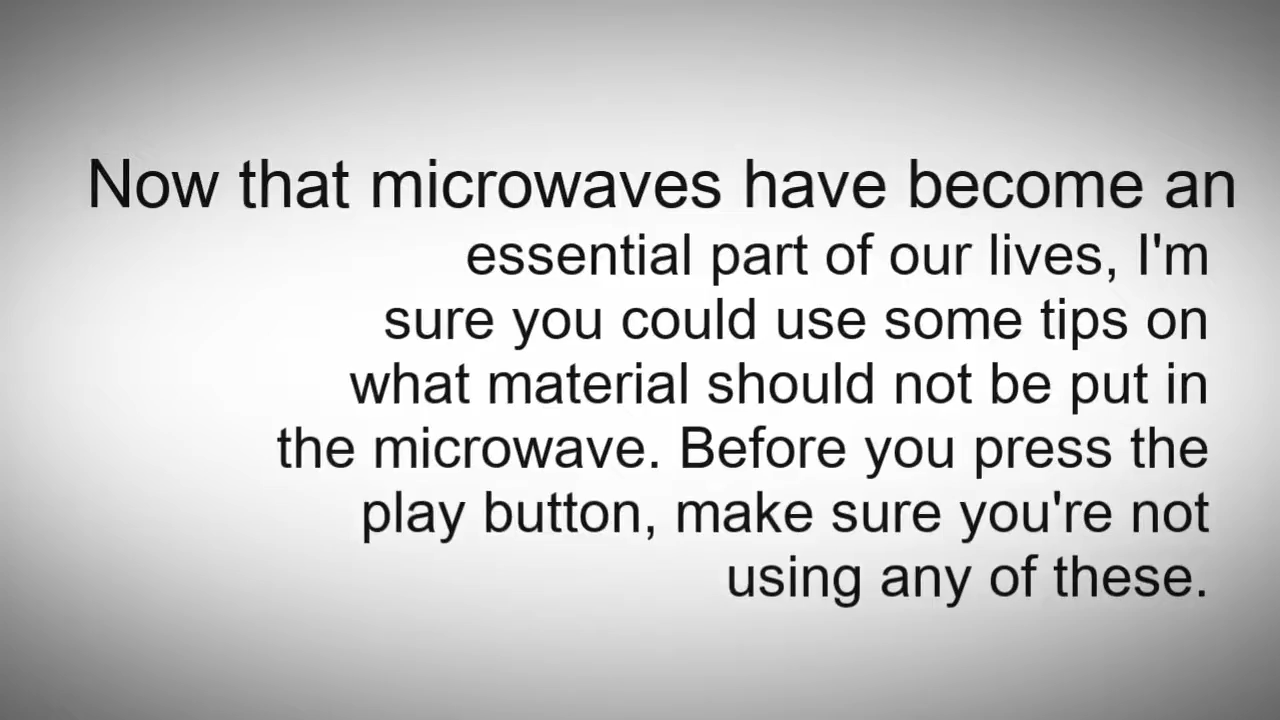 Now that microwaves have become an
essential part of our lives, I'm
sure you could use some tips on
what material should not be put in
the microwave. Before you press the
play button, make sure you're not
using any of these.